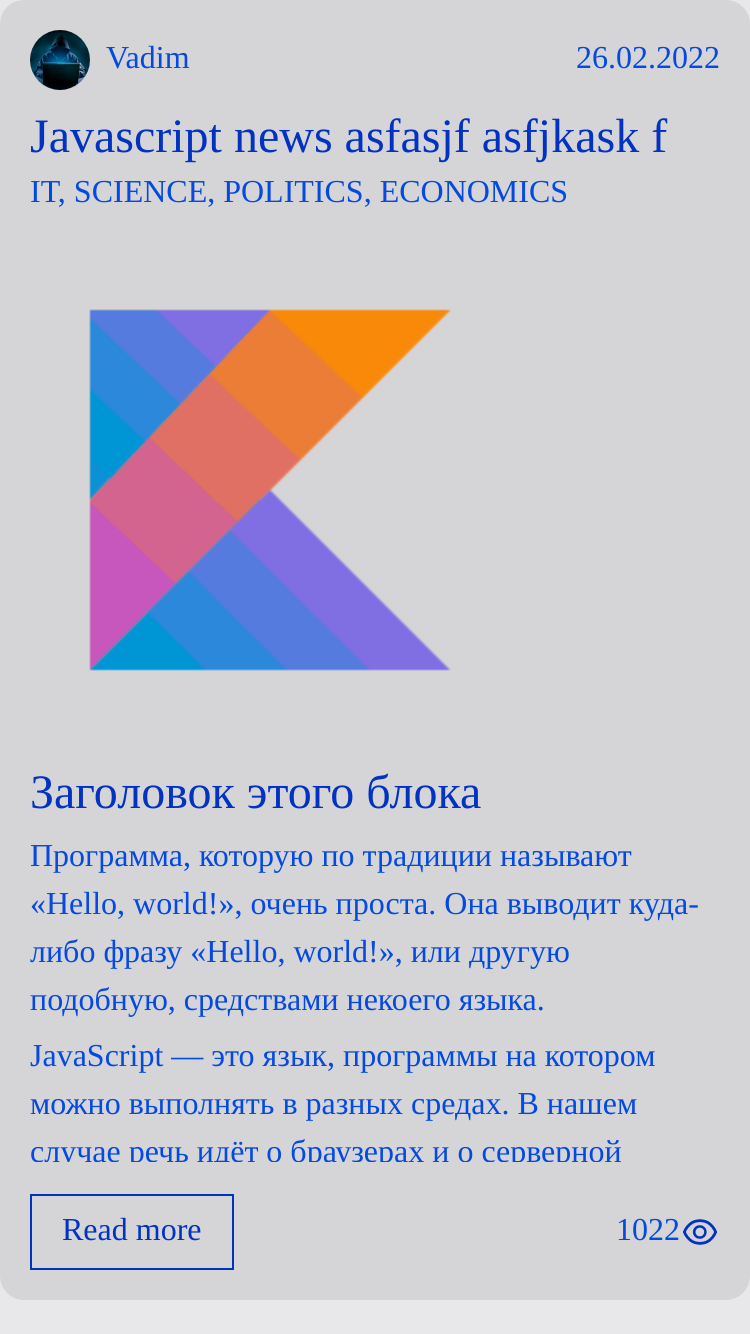 Vadim
26.02.2022
Javascript news asfasjf asfjkask f
IT, SCIENCE, POLITICS, ECONOMICS
Заголовок этого блока
Программа, которую по традиции называют
«Hello, world!», очень проста. Она выводит куда-
либо фразу «Hello, world!», или другую
подобную, средствами некоего языка.
JavaScript — это язык, программы на котором
можно выполнять в разных средах. В нашем
случае речь идёт о браузерах и о серверной
Read more
1022